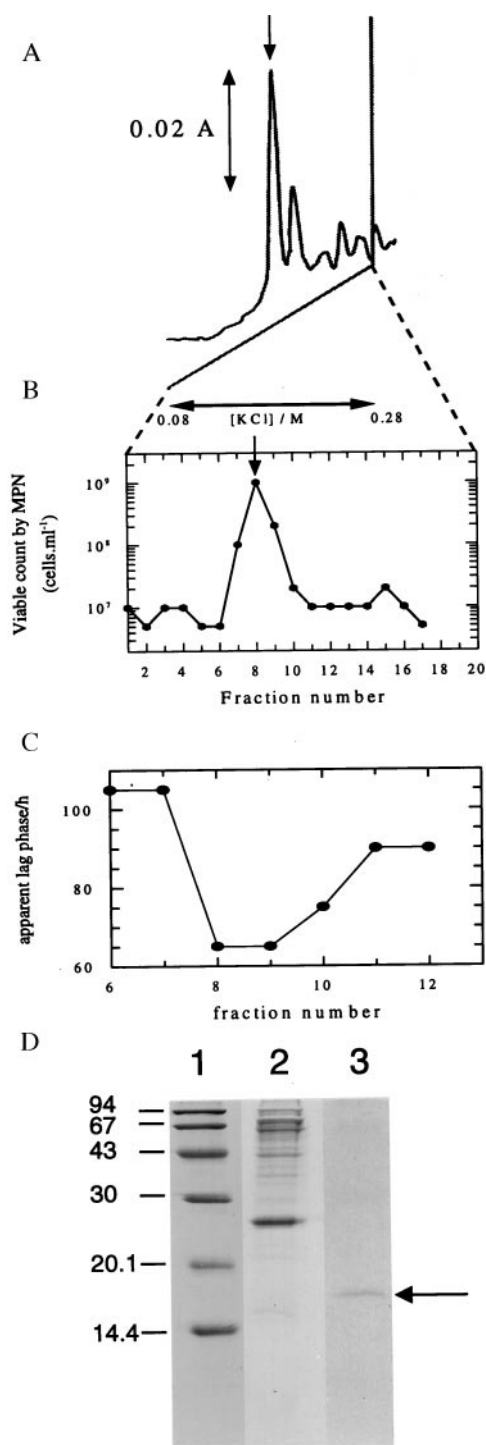 A
0.02 A
B
0.08 [KCl] / M 0.28
Viable count by MPN
(cells.ml⁻¹)
10⁹
10⁸
10⁷
2 4 6 8 10 12 14 16 18 20
Fraction number
C
apparent lag phase/h
100
80
60
6 8 10 12
fraction number
D
1 2 3
94
67
43
30
20.1
14.4